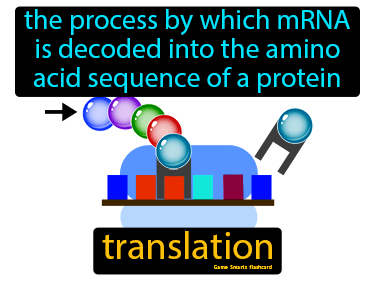 the process by which mRNA
is decoded into the amino
acid sequence of a protein
translation
Game Smartz flashcard